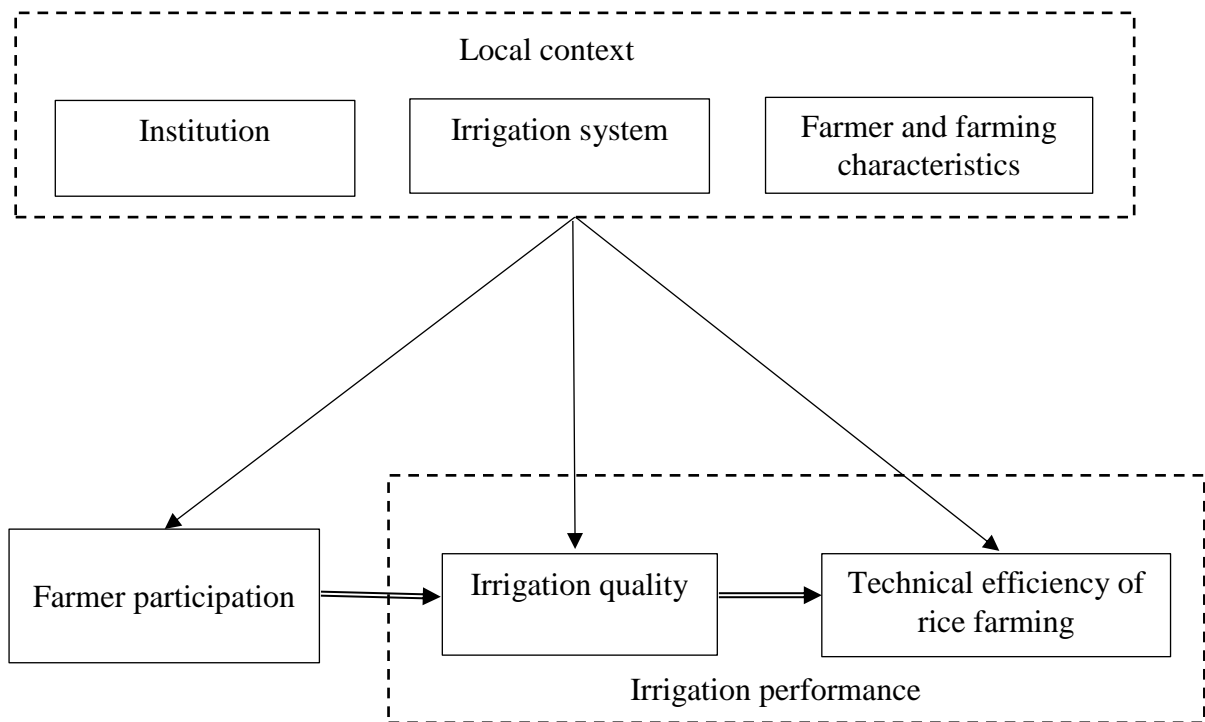 Local context
Institution
Irrigation system
Farmer and farming
characteristics
Farmer participation
Irrigation quality
Technical efficiency of
rice farming
Irrigation performance